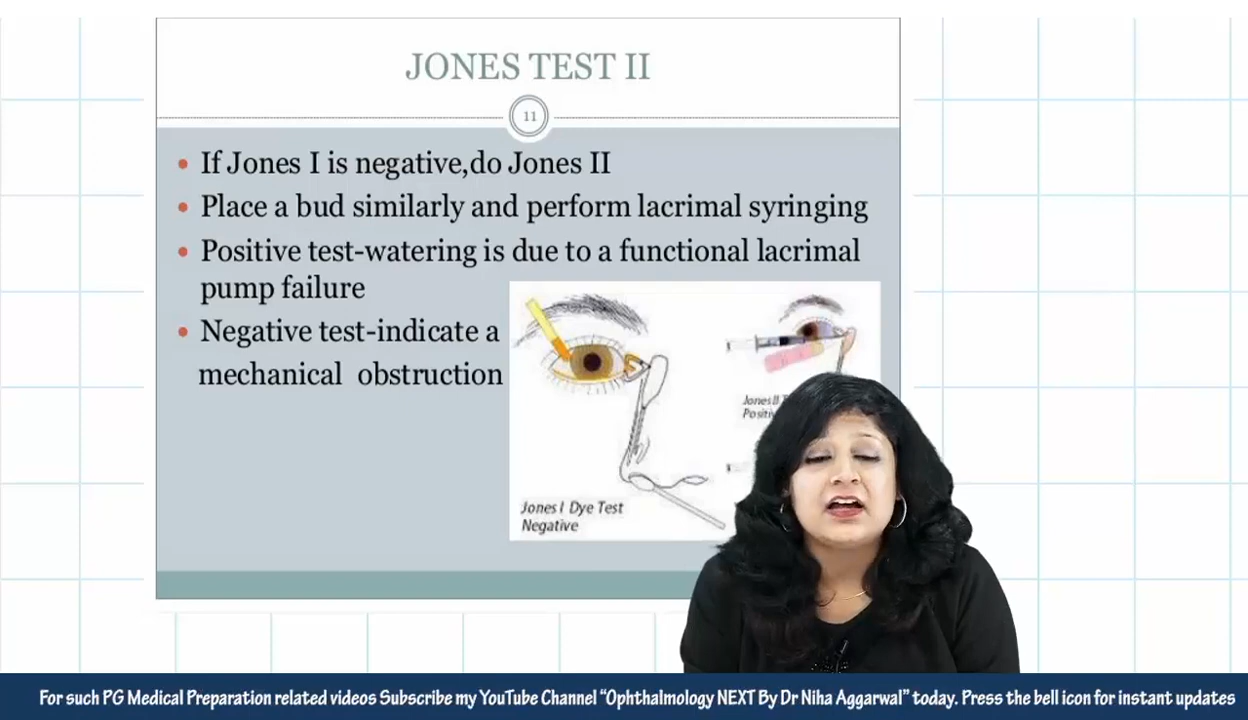 JONES TEST II
11
• If Jones I is negative,do Jones II
• Place a bud similarly and perform lacrimal syringing
• Positive test-watering is due to a functional lacrimal
pump failure
• Negative test-indicate a
mechanical obstruction
Jones II
Jones I Dye Test
Negative
For such PG Medical Preparation related videos Subscribe my YouTube Channel “Ophthalmology NEXT By Dr Niha Aggarwal” today. Press the bell icon for instant updates